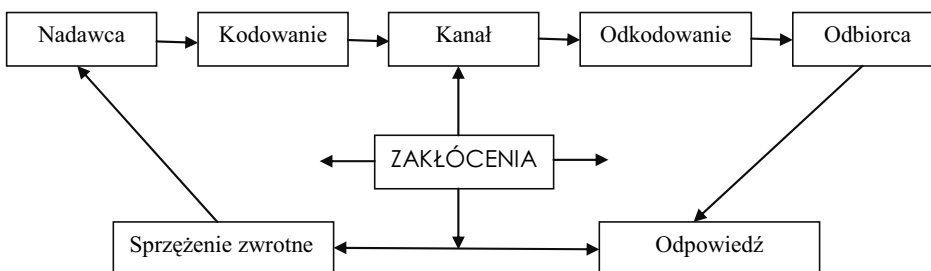 Nadawca
Kodowanie
Kanał
Odkodowanie
Odbiorca
ZAKŁÓCENIA
Sprzężenie zwrotne
Odpowiedź